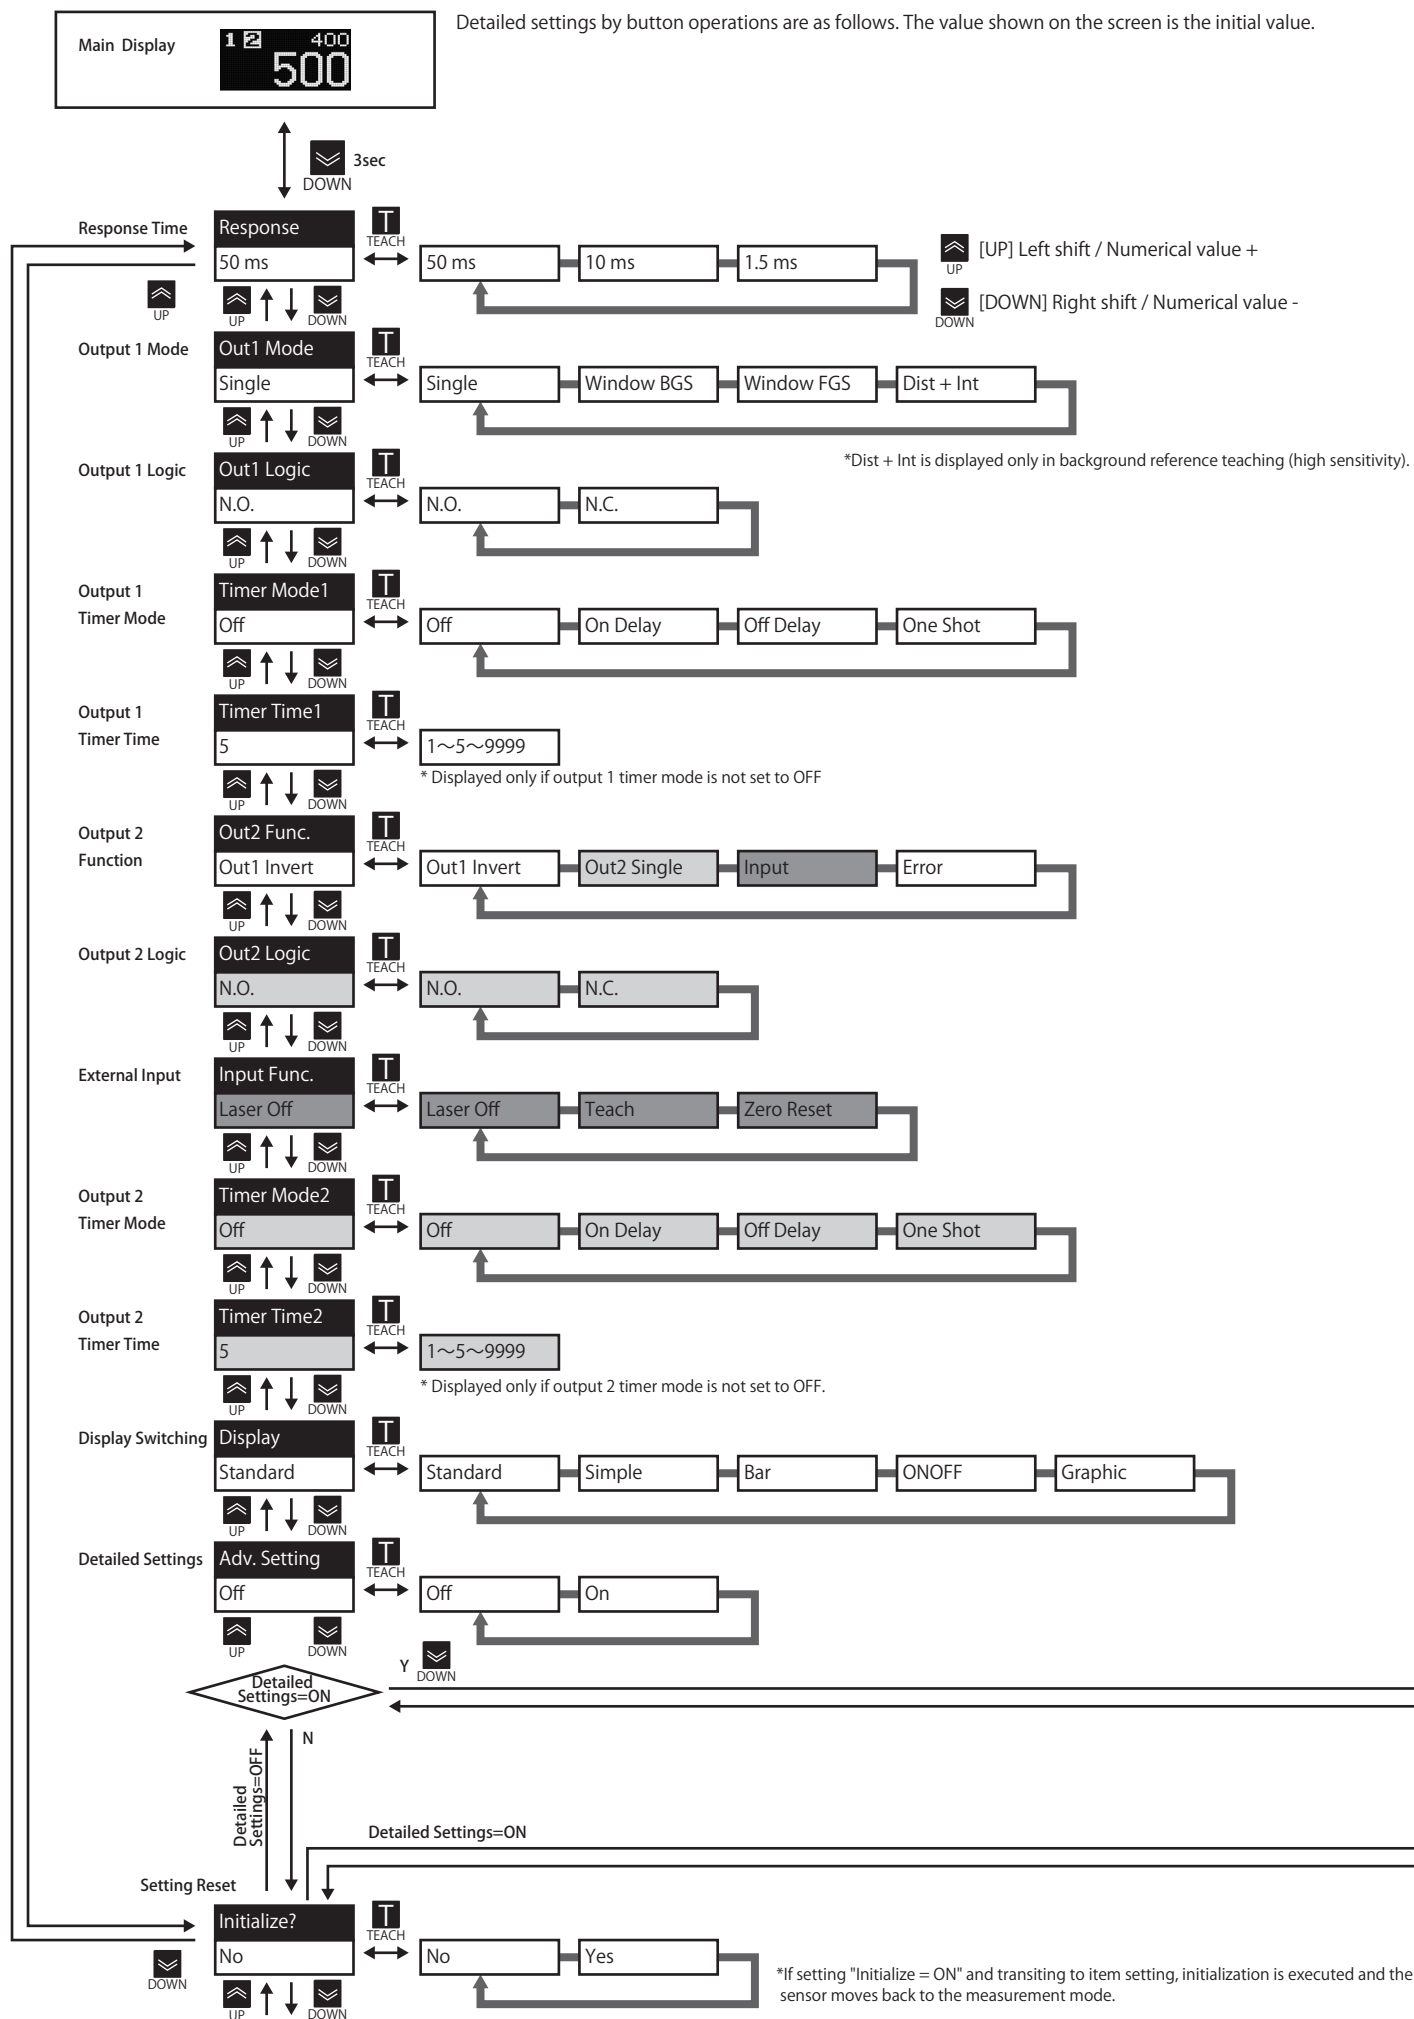 Detailed settings by button operations are as follows. The value shown on the screen is the initial value.
Main Display
1 2 400
500
3sec
DOWN
Response Time
Response
50 ms
T
TEACH
50 ms
10 ms
1.5 ms
UP
[UP] Left shift / Numerical value +
DOWN
[DOWN] Right shift / Numerical value -
UP
UP
DOWN
Output 1 Mode
Out1 Mode
Single
T
TEACH
Single
Window BGS
Window FGS
Dist + Int
UP
DOWN
*Dist + Int is displayed only in background reference teaching (high sensitivity).
Output 1 Logic
Out1 Logic
N.O.
T
TEACH
N.O.
N.C.
UP
DOWN
Output 1
Timer Mode
Timer Mode1
Off
T
TEACH
Off
On Delay
Off Delay
One Shot
UP
DOWN
Output 1
Timer Time
Timer Time1
5
T
TEACH
1～5～9999
* Displayed only if output 1 timer mode is not set to OFF
UP
DOWN
Output 2
Function
Out2 Func.
Out1 Invert
T
TEACH
Out1 Invert
Out2 Single
Input
Error
UP
DOWN
Output 2 Logic
Out2 Logic
N.O.
T
TEACH
N.O.
N.C.
UP
DOWN
External Input
Input Func.
Laser Off
T
TEACH
Laser Off
Teach
Zero Reset
UP
DOWN
Output 2
Timer Mode
Timer Mode2
Off
T
TEACH
Off
On Delay
Off Delay
One Shot
UP
DOWN
Output 2
Timer Time
Timer Time2
5
T
TEACH
1～5～9999
* Displayed only if output 2 timer mode is not set to OFF.
UP
DOWN
Display Switching
Display
Standard
T
TEACH
Standard
Simple
Bar
ONOFF
Graphic
UP
DOWN
Detailed Settings
Adv. Setting
Off
T
TEACH
Off
On
UP
DOWN
Y
DOWN
Detailed
Settings=ON
N
Detailed
Settings=OFF
Detailed Settings=ON
Setting Reset
Initialize?
No
T
TEACH
No
Yes
DOWN
UP
DOWN
*If setting "Initialize = ON" and transiting to item setting, initialization is executed and the
sensor moves back to the measurement mode.